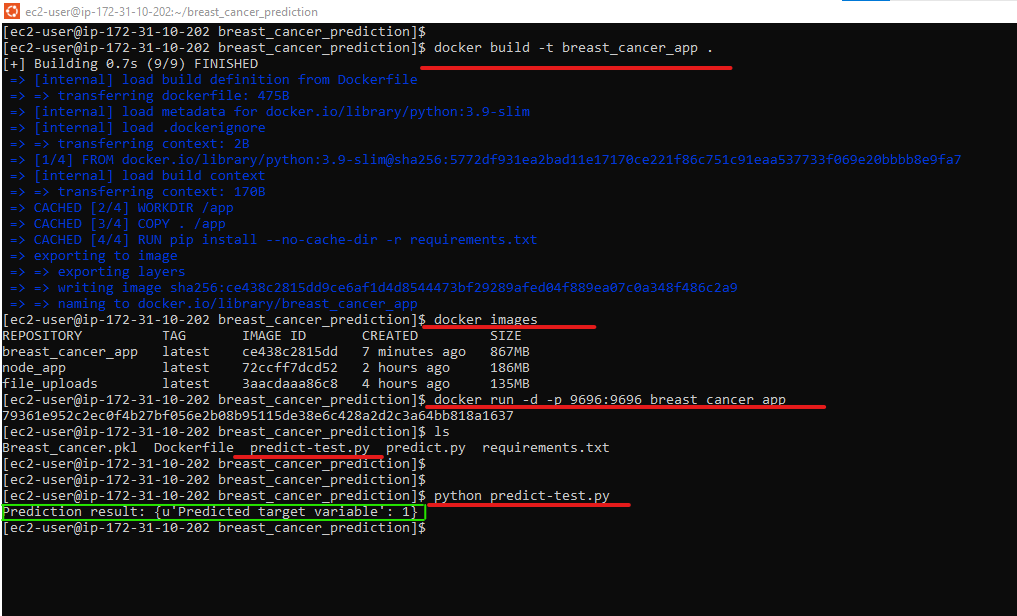 ec2-user@ip-172-31-10-202:~/breast_cancer_prediction
[ec2-user@ip-172-31-10-202 breast_cancer_prediction]$
[ec2-user@ip-172-31-10-202 breast_cancer_prediction]$ docker build -t breast_cancer_app .
[+] Building 0.7s (9/9) FINISHED
=> [internal] load build definition from Dockerfile
=> => transferring dockerfile: 475B
=> [internal] load metadata for docker.io/library/python:3.9-slim
=> [internal] load .dockerignore
=> => transferring context: 2B
=> [1/4] FROM docker.io/library/python:3.9-slim@sha256:5772df931ea2bad11e17170ce221f86c751c91eaa537733f069e20bbbb8e9fa7
=> [internal] load build context
=> => transferring context: 170B
=> CACHED [2/4] WORKDIR /app
=> CACHED [3/4] COPY . /app
=> CACHED [4/4] RUN pip install --no-cache-dir -r requirements.txt
=> exporting to image
=> => exporting layers
=> => writing image sha256:ce438c2815dd9ce6af1d4d8544473bf29289afed04f889ea07c0a348f486c2a9
=> => naming to docker.io/library/breast_cancer_app
[ec2-user@ip-172-31-10-202 breast_cancer_prediction]$ docker images
REPOSITORY TAG IMAGE ID CREATED SIZE
breast_cancer_app latest ce438c2815dd 7 minutes ago 867MB
node_app latest 72ccff7dcd52 2 hours ago 186MB
file_uploads latest 3aacdaaa86c8 4 hours ago 135MB
[ec2-user@ip-172-31-10-202 breast_cancer_prediction]$ docker run -d -p 9696:9696 breast_cancer_app
79361e952c2ec0f4b27bf056e2b08b95115de38e6c428a2d2c3a64bb818a1637
[ec2-user@ip-172-31-10-202 breast_cancer_prediction]$ ls
Breast_cancer.pkl Dockerfile predict-test.py predict.py requirements.txt
[ec2-user@ip-172-31-10-202 breast_cancer_prediction]$
[ec2-user@ip-172-31-10-202 breast_cancer_prediction]$
[ec2-user@ip-172-31-10-202 breast_cancer_prediction]$ python predict-test.py
Prediction result: {u'Predicted target variable': 1}
[ec2-user@ip-172-31-10-202 breast_cancer_prediction]$